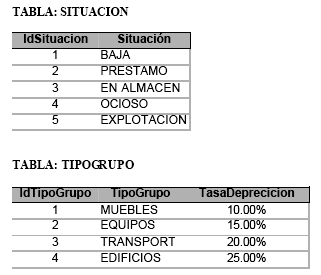 TABLA: SITUACION
IdSituacion Situación
1 BAJA
2 PRESTAMO
3 EN ALMACEN
4 OCIOSO
5 EXPLOTACION
TABLA: TIPOGRUPO
IdTipoGrupo TipoGrupo TasaDeprecicion
1 MUEBLES 10.00%
2 EQUIPOS 15.00%
3 TRANSPORT 20.00%
4 EDIFICIOS 25.00%